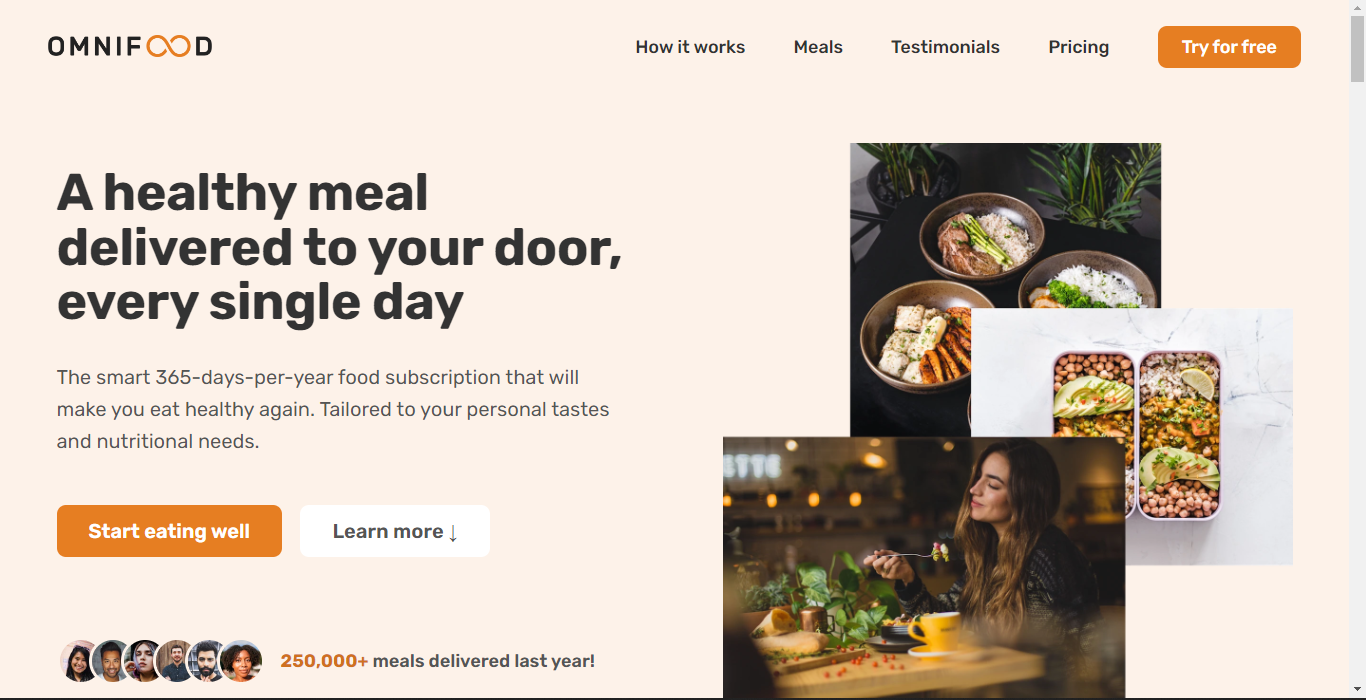 OMNIFOOD
How it works
Meals
Testimonials
Pricing
Try for free
A healthy meal
delivered to your door,
every single day
The smart 365-days-per-year food subscription that will
make you eat healthy again. Tailored to your personal tastes
and nutritional needs.
Start eating well
Learn more ↓
250,000+ meals delivered last year!